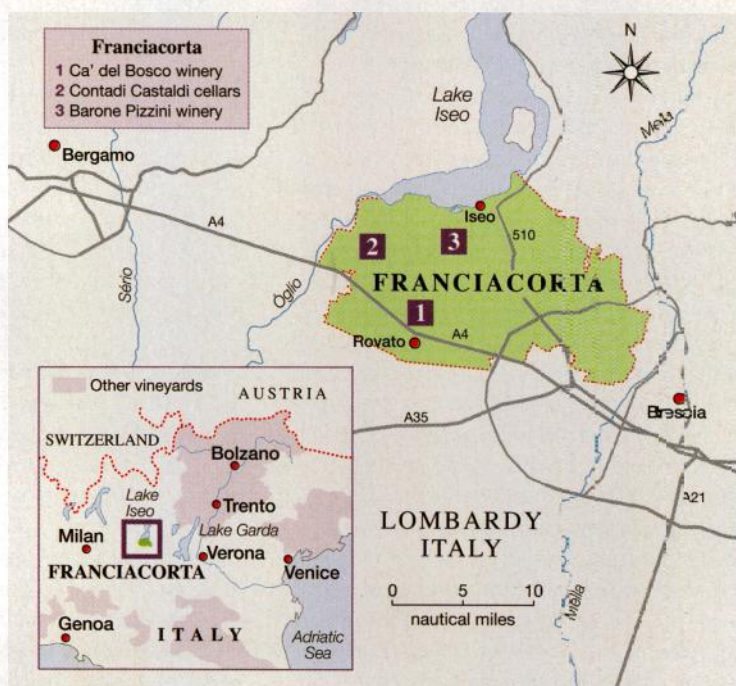 Franciacorta
1 Ca' del Bosco winery
2 Contadi Castaldi cellars
3 Barone Pizzini winery
N
Lake
Iseo
Mella
Bergamo
A4
Iseo
510
2
3
FRANCIACORTA
Sério
Óglio
1
Rovato
A4
Brescia
A35
A21
LOMBARDY
ITALY
0 5 10
nautical miles
Mella
Other vineyards
AUSTRIA
SWITZERLAND
Bolzano
Lake
Iseo
Trento
Lake Garda
Milan
Verona
FRANCIACORTA
Venice
Genoa
ITALY
Adriatic
Sea